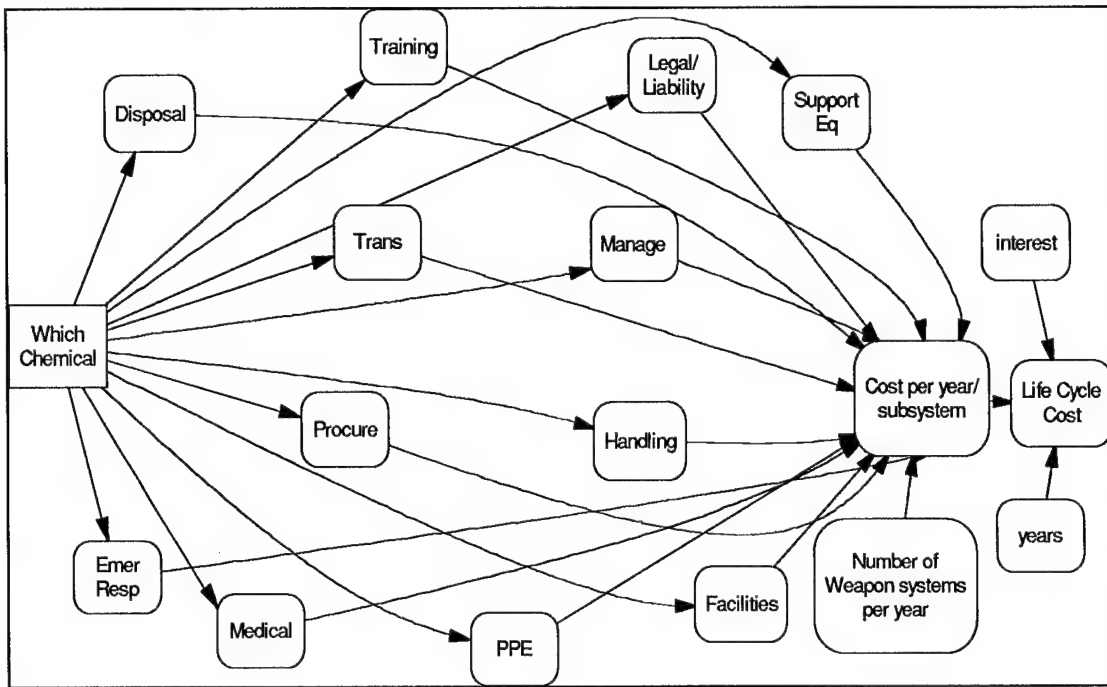 Training
Legal/
Liability
Support
Eq
Disposal
Trans
Manage
interest
Which
Chemical
Cost per year/
subsystem
Life Cycle
Cost
Procure
Handling
Emer
Resp
Medical
PPE
Facilities
Number of
Weapon systems
per year
years